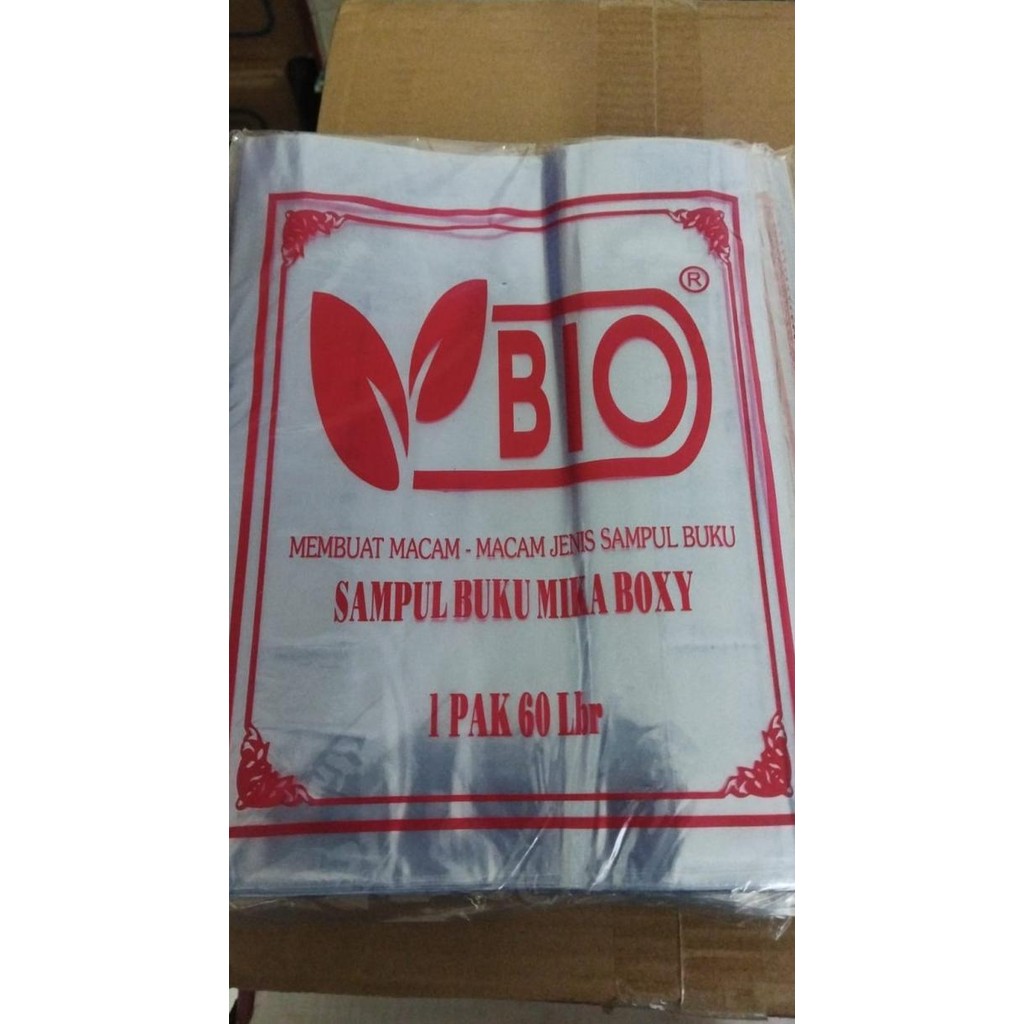 BIO ®
MEMBUAT MACAM - MACAM JENIS SAMPUL BUKU
SAMPUL BUKU MIKA BOXY
1 PAK 60 Lbr